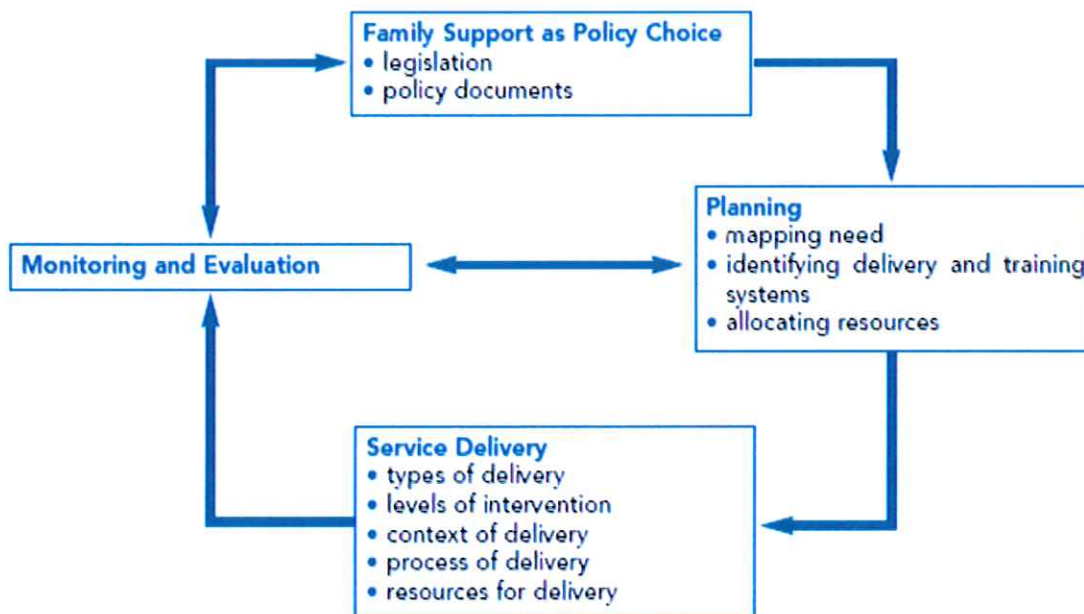 Family Support as Policy Choice
• legislation
• policy documents
Planning
• mapping need
• identifying delivery and training
systems
• allocating resources
Monitoring and Evaluation
Service Delivery
• types of delivery
• levels of intervention
• context of delivery
• process of delivery
• resources for delivery